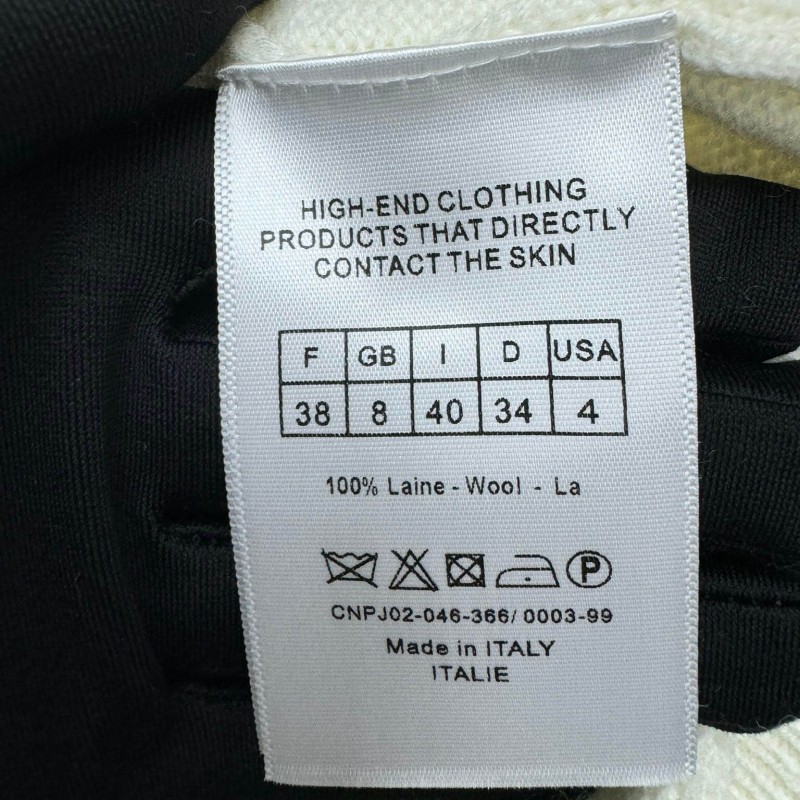 HIGH-END CLOTHING
PRODUCTS THAT DIRECTLY
CONTACT THE SKIN
F GB I D USA
38 8 40 34 4
100% Laine - Wool - La
P
CNPJ02-046-366/ 0003-99
Made in ITALY
ITALIE